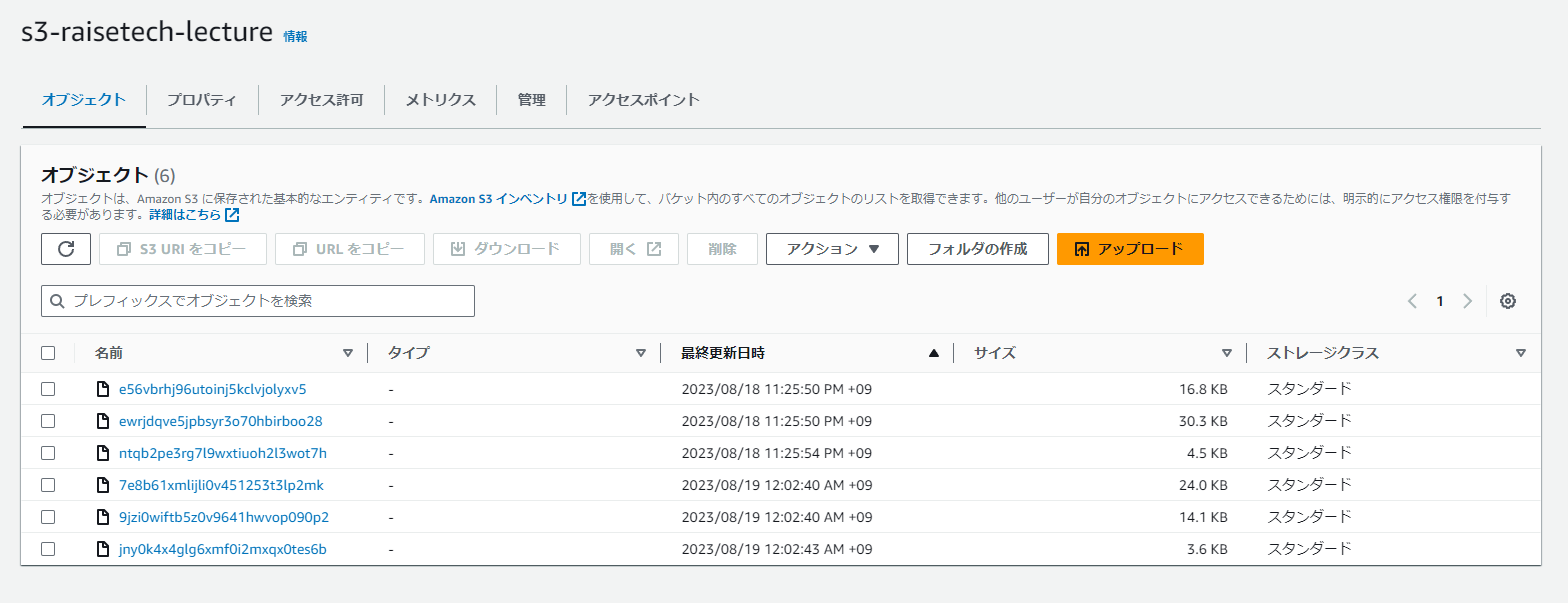 s3-raisetech-lecture 情報
オブジェクト プロパティ アクセス許可 メトリクス 管理 アクセスポイント
オブジェクト (6)
オブジェクトは、Amazon S3 に保存された基本的なエンティティです。Amazon S3 インベントリ を使用して、バケット内のすべてのオブジェクトのリストを取得できます。他のユーザーが自分のオブジェクトにアクセスできるためには、明示的にアクセス権限を付与す
る必要があります。詳細はこちら
S3 URI をコピー URL をコピー ダウンロード 開く 削除 アクション フォルダの作成 アップロード
プレフィックスでオブジェクトを検索 1
名前 タイプ 最終更新日時 サイズ ストレージクラス
e56vbrhj96utoinj5kclvjolyxv5 - 2023/08/18 11:25:50 PM +09 16.8 KB スタンダード
ewrjdqve5jpbsyr3o70hbirboo28 - 2023/08/18 11:25:50 PM +09 30.3 KB スタンダード
ntqb2pe3rg7l9wxtiuoh2l3wot7h - 2023/08/18 11:25:54 PM +09 4.5 KB スタンダード
7e8b61xmlijli0v451253t3lp2mk - 2023/08/19 12:02:40 AM +09 24.0 KB スタンダード
9jzi0wiftb5z0v9641hwvop090p2 - 2023/08/19 12:02:40 AM +09 14.1 KB スタンダード
jny0k4x4glg6xmf0i2mxqx0tes6b - 2023/08/19 12:02:43 AM +09 3.6 KB スタンダード